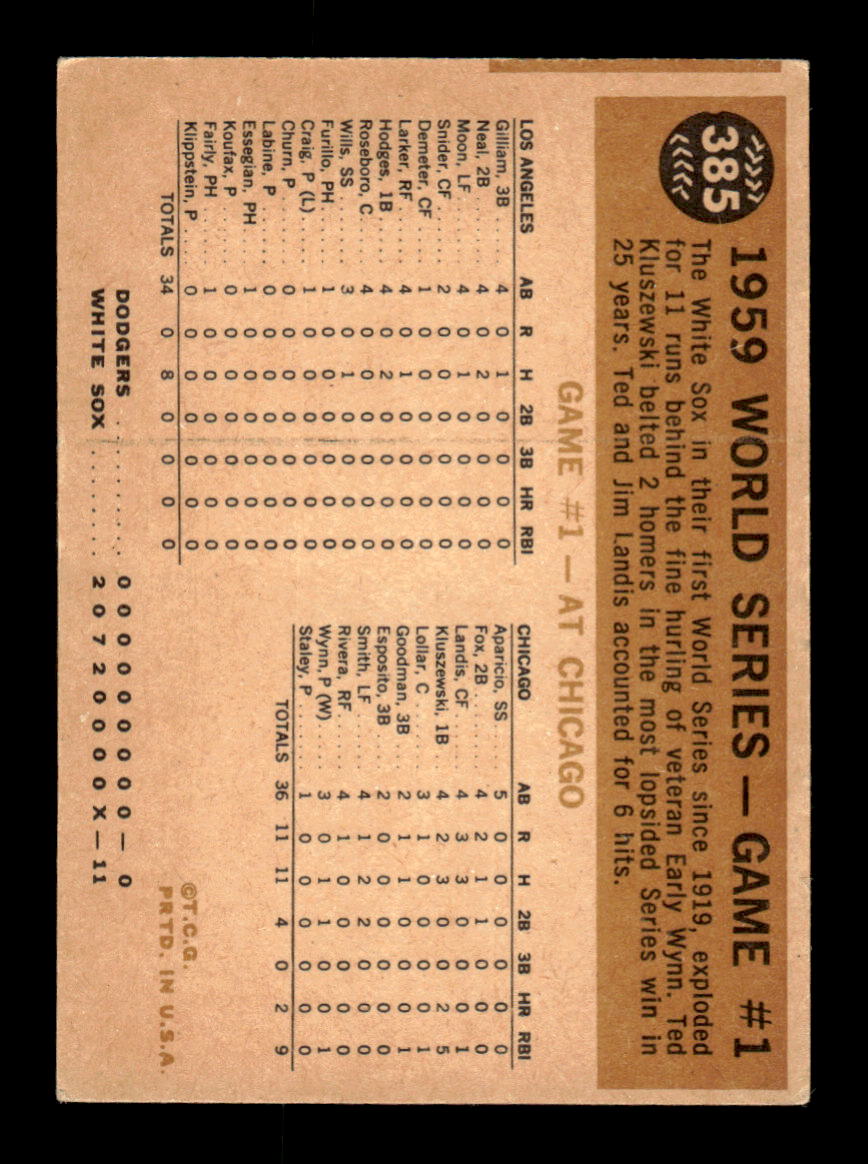 385
1959 WORLD SERIES — GAME #1
The White Sox in their first World Series since 1919, exploded
for 11 runs behind the fine hurling of veteran Early Wynn. Ted
Kluszewski belted 2 homers in the most lopsided Series win in
25 years. Ted and Jim Landis accounted for 6 hits.
GAME #1 — AT CHICAGO
LOS ANGELES AB R H 2B 3B HR RBI
Gilliam, 3B..... 4 0 1 0 0 0 0
Neal, 2B....... 4 0 2 0 0 0 0
Moon, LF...... 4 0 1 0 0 0 0
Snider, CF..... 2 0 0 0 0 0 0
Demeter, CF.... 1 0 0 0 0 0 0
Larker, RF..... 4 0 1 0 0 0 0
Hodges, 1B..... 4 0 2 0 0 0 0
Roseboro, C.... 4 0 0 0 0 0 0
Wills, SS...... 3 0 1 0 0 0 0
Furillo, PH..... 1 0 0 0 0 0 0
Craig, P (L).... 1 0 0 0 0 0 0
Churn, P...... 0 0 0 0 0 0 0
Labine, P...... 0 0 0 0 0 0 0
Essegian, PH.... 1 0 0 0 0 0 0
Koufax, P...... 0 0 0 0 0 0 0
Fairly, PH...... 1 0 0 0 0 0 0
Klippstein, P.... 0 0 0 0 0 0 0
TOTALS 34 0 8 0 0 0 0
CHICAGO AB R H 2B 3B HR RBI
Aparicio, SS.... 5 0 0 0 0 0 0
Fox, 2B........ 4 2 1 1 0 0 0
Landis, CF..... 4 3 3 0 0 0 1
Kluszewski, 1B.. 4 2 3 0 0 2 5
Lollar, C....... 3 1 0 0 0 0 1
Goodman, 3B... 2 1 1 0 0 0 1
Esposito, 3B.... 2 0 0 0 0 0 0
Smith, LF...... 4 1 2 2 0 0 0
Rivera, RF..... 4 1 0 0 0 0 0
Wynn, P (W).... 3 0 1 1 0 0 1
Staley, P...... 1 0 0 0 0 0 0
TOTALS 36 11 11 4 0 2 9
DODGERS........ 0 0 0 0 0 0 0 0 0 — 0
WHITE SOX...... 2 0 7 2 0 0 0 0 X — 11
©T.C.G.
PRTD. IN U.S.A.